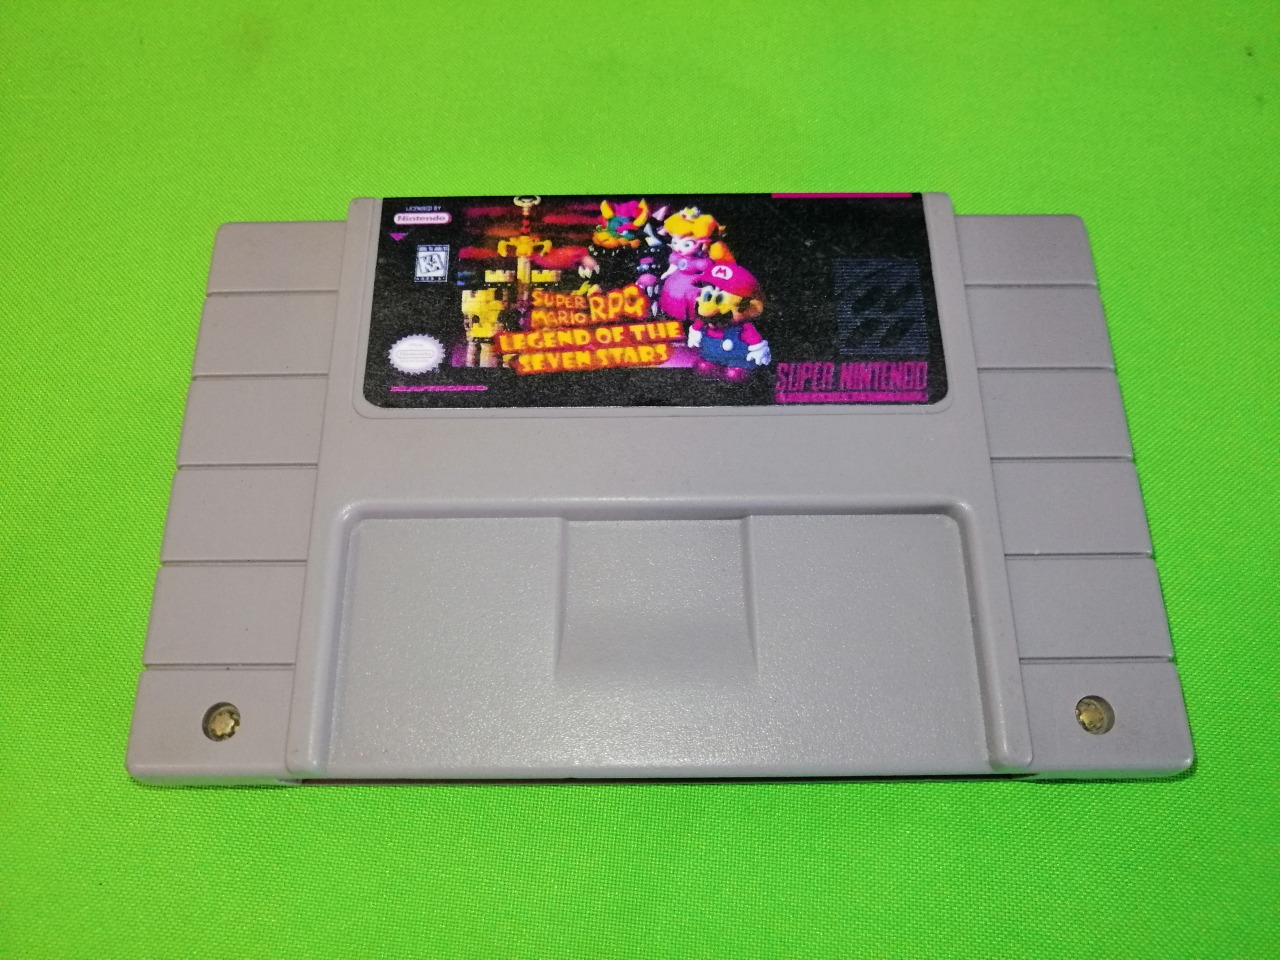 LICENSED BY
Nintendo
K-A
SUPER
MARIO RPG
LEGEND OF THE
SEVEN STARS
M
SUPER NINTENDO